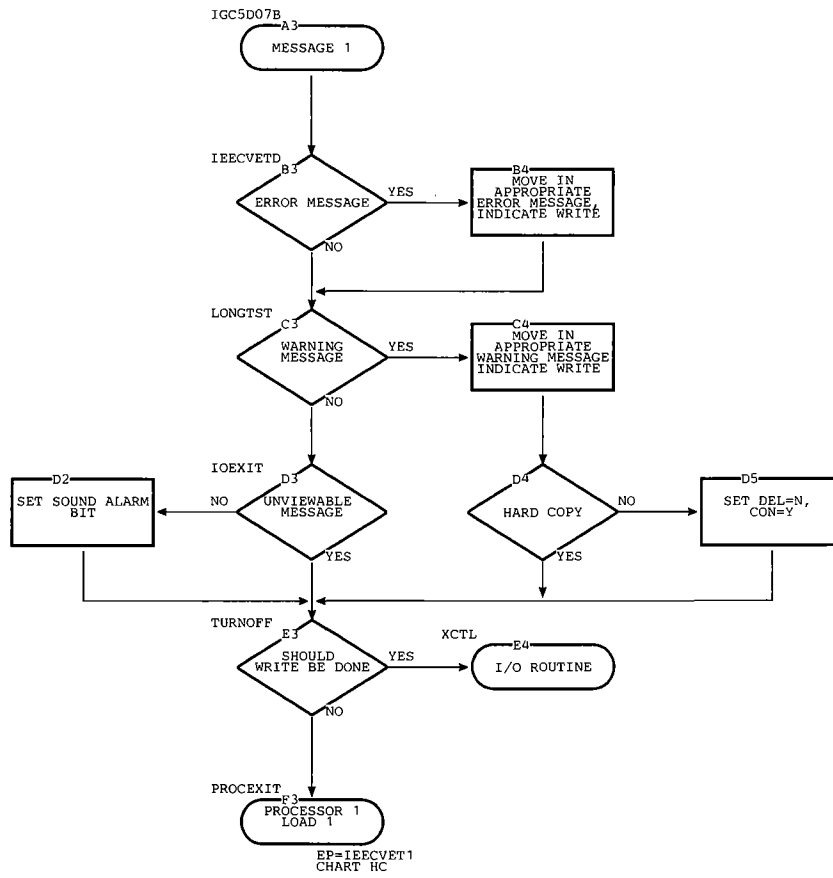 IGC5D07B
A3
MESSAGE 1
IEECVETD
B3
ERROR MESSAGE
YES
NO
B4
MOVE IN
APPROPRIATE
ERROR MESSAGE,
INDICATE WRITE
LONGTST
C3
WARNING
MESSAGE
YES
NO
C4
MOVE IN
APPROPRIATE
WARNING MESSAGE
INDICATE WRITE
D2
SET SOUND ALARM
BIT
IOEXIT
D3
UNVIEWABLE
MESSAGE
NO
YES
D4
HARD COPY
NO
YES
D5
SET DEL=N,
CON=Y
TURNOFF
E3
SHOULD
WRITE BE DONE
YES
NO
XCTL
E4
I/O ROUTINE
PROCEXIT
F3
PROCESSOR 1
LOAD 1
EP=IEECVET1
CHART HC